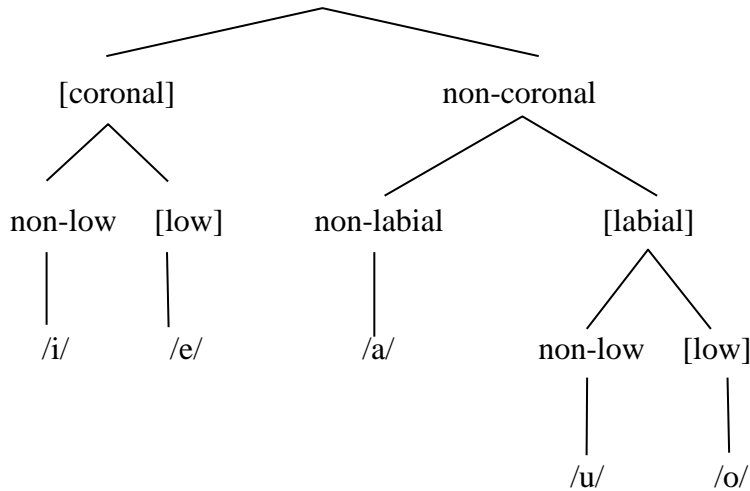 [coronal] non-coronal
non-low [low] non-labial [labial]
/i/ /e/ /a/ non-low [low]
/u/ /o/